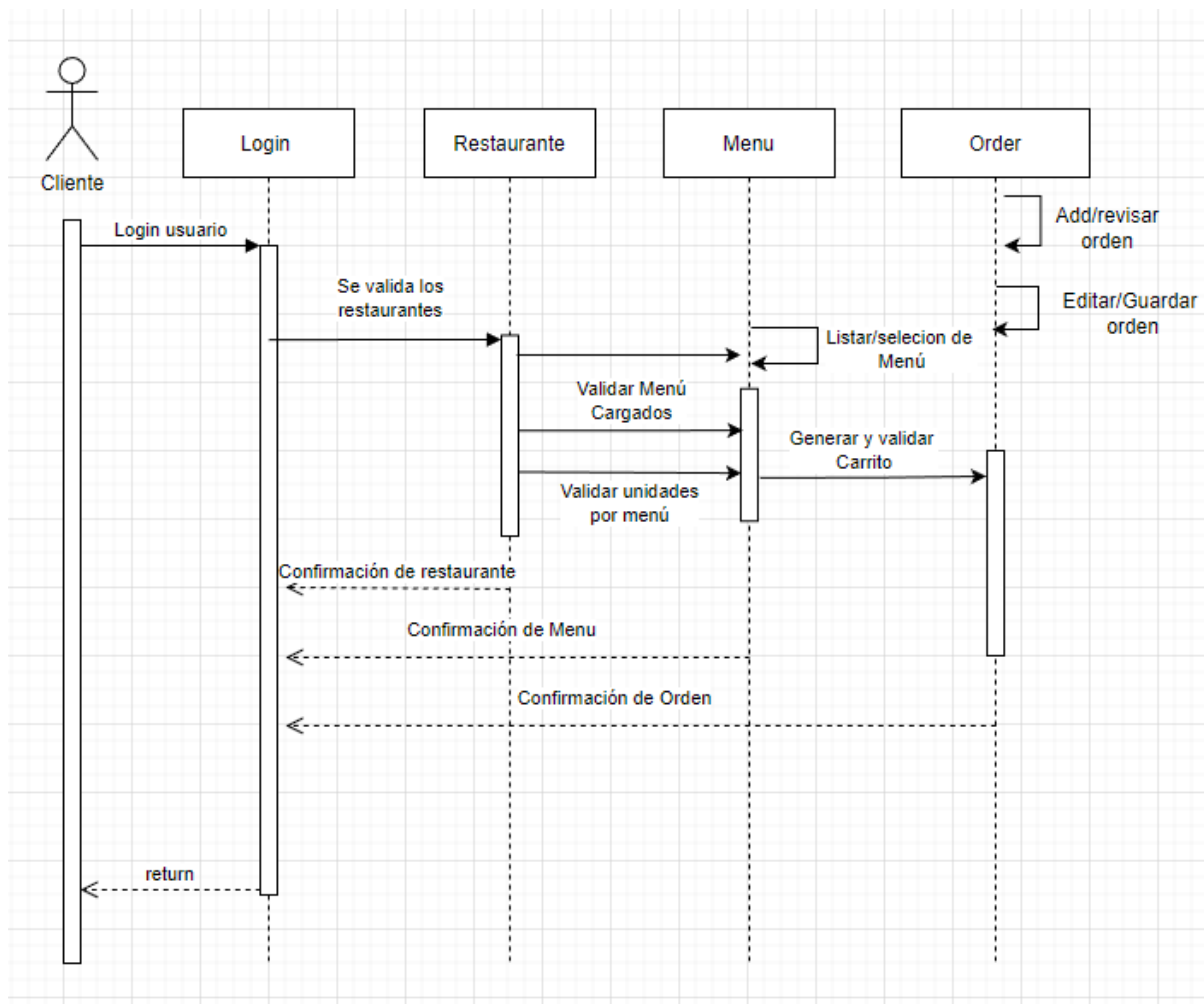 Cliente
Login
Restaurante
Menu
Order
Add/revisar
orden
Login usuario
Se valida los
restaurantes
Editar/Guardar
orden
Listar/selecion de
Menú
Validar Menú
Cargados
Generar y validar
Carrito
Validar unidades
por menú
Confirmación de restaurante
Confirmación de Menu
Confirmación de Orden
return